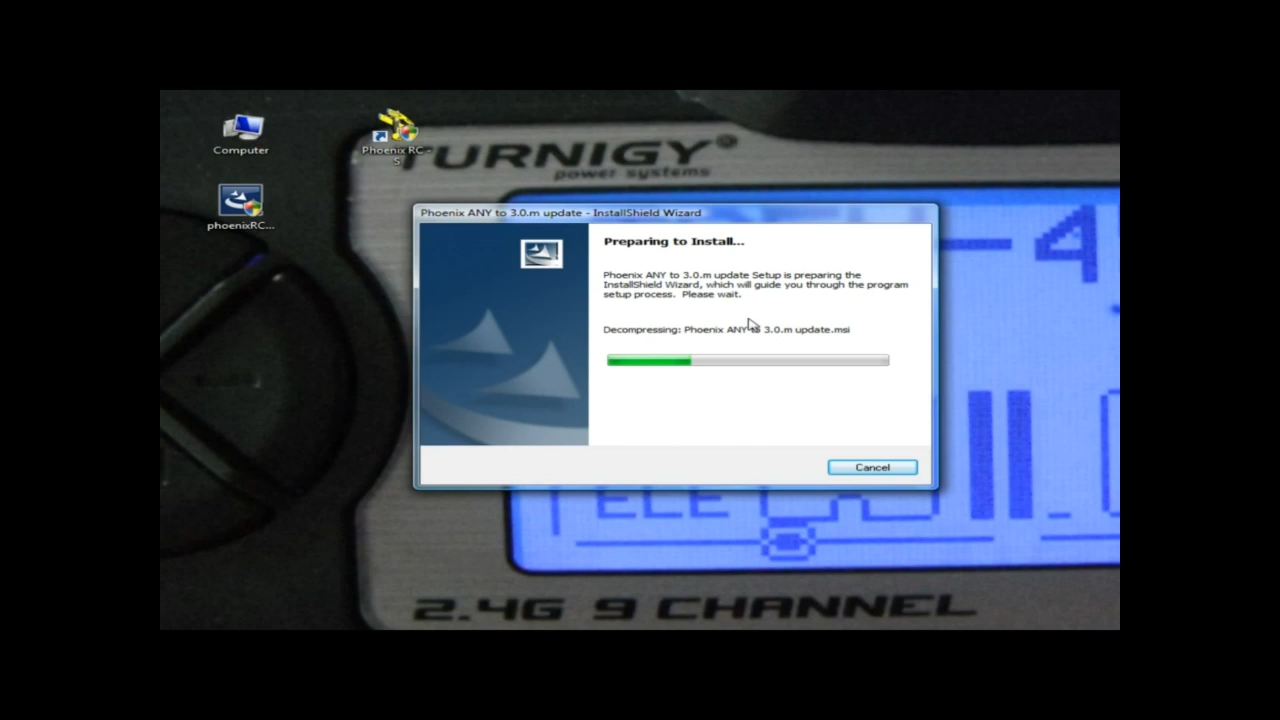 Computer
Phoenix RC -
S
phoenixRC...
TURNIGY®
power systems
Phoenix ANY to 3.0.m update - InstallShield Wizard
Preparing to Install...
Phoenix ANY to 3.0.m update Setup is preparing the
InstallShield Wizard, which will guide you through the program
setup process. Please wait.
Decompressing: Phoenix ANY to 3.0.m update.msi
Cancel
2.4G 9 CHANNEL